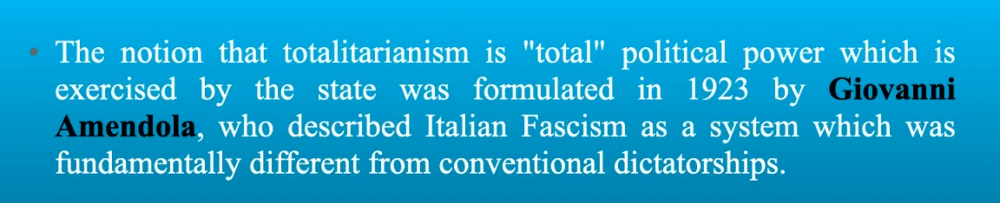 • The notion that totalitarianism is "total" political power which is
exercised by the state was formulated in 1923 by Giovanni
Amendola, who described Italian Fascism as a system which was
fundamentally different from conventional dictatorships.